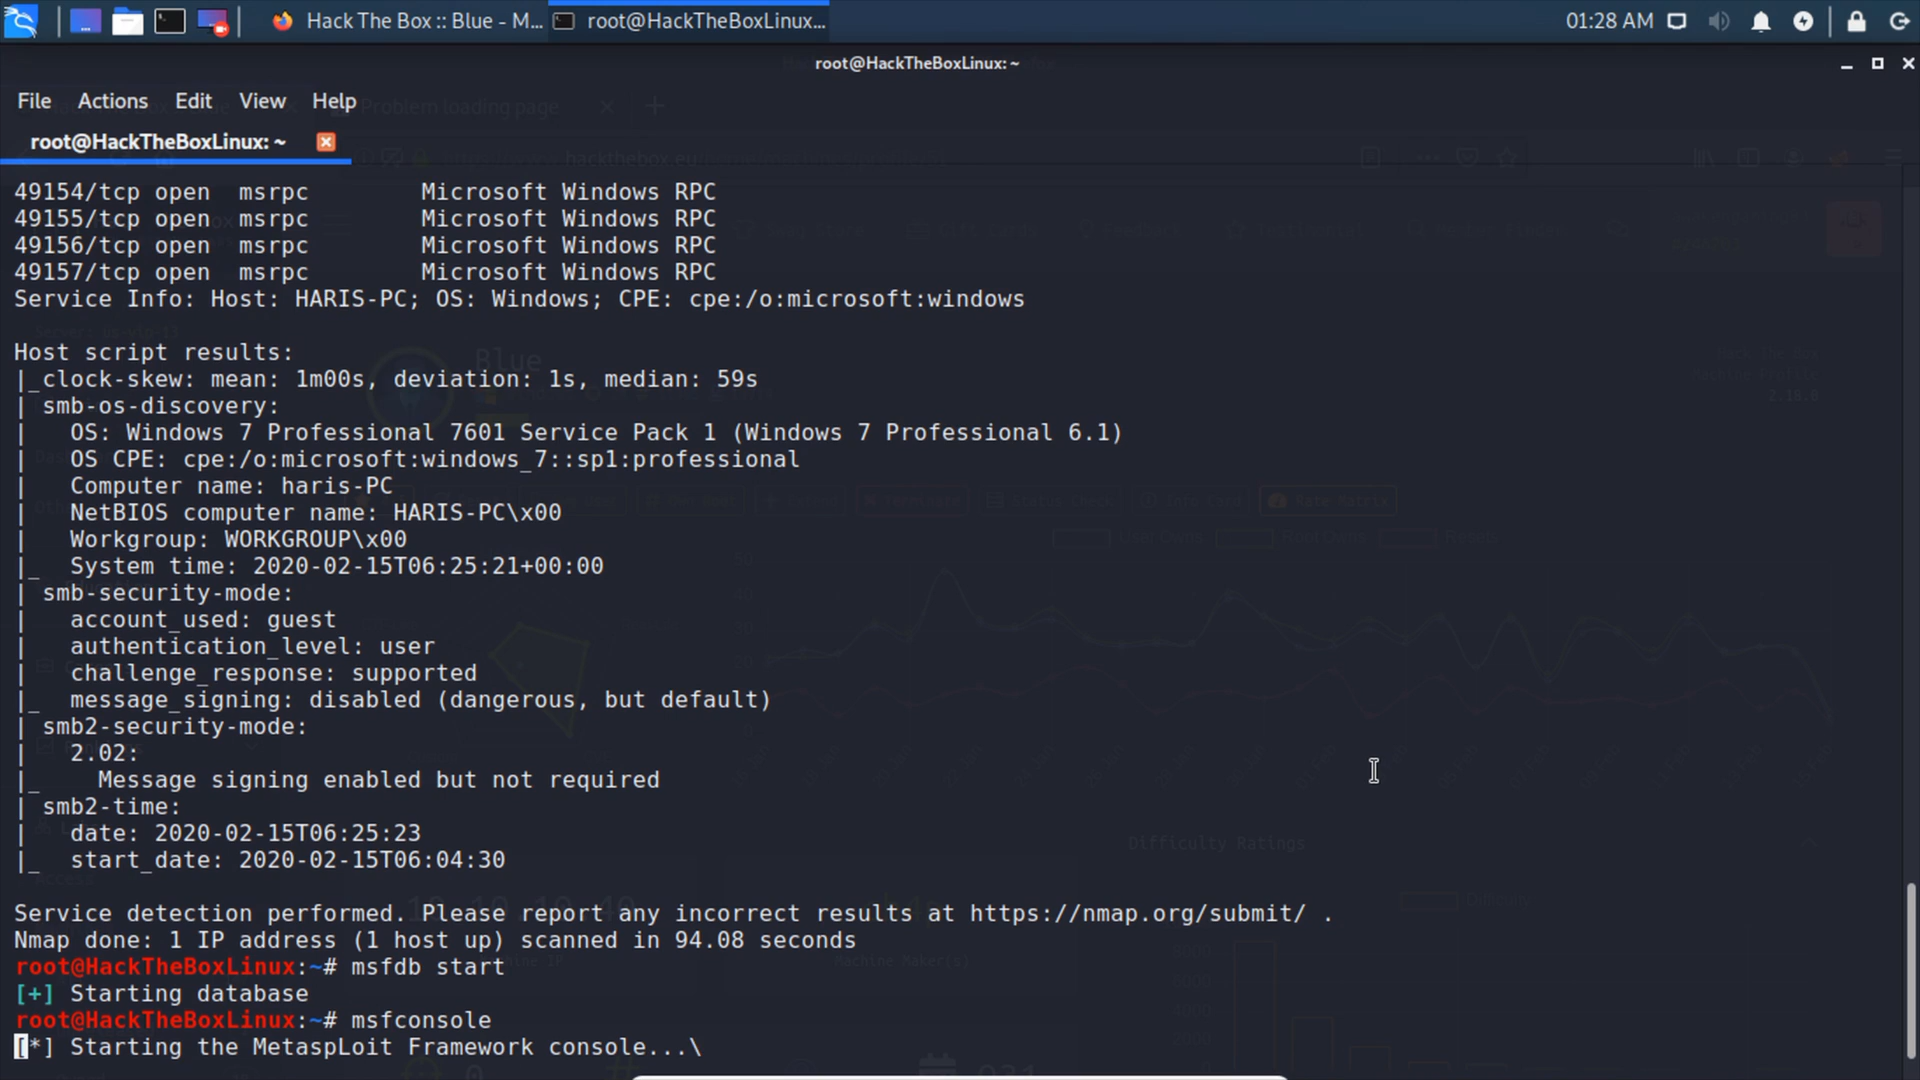 Hack The Box :: Blue - M...
root@HackTheBoxLinux...
01:28 AM
root@HackTheBoxLinux: ~
File Actions Edit View Help
Problem loading page
root@HackTheBoxLinux: ~
hackthebox.eu
49154/tcp open  msrpc        Microsoft Windows RPC
49155/tcp open  msrpc        Microsoft Windows RPC
49156/tcp open  msrpc        Microsoft Windows RPC
49157/tcp open  msrpc        Microsoft Windows RPC
Service Info: Host: HARIS-PC; OS: Windows; CPE: cpe:/o:microsoft:windows
Host script results:
Blue
|_clock-skew: mean: 1m00s, deviation: 1s, median: 59s
| smb-os-discovery:
|   OS: Windows 7 Professional 7601 Service Pack 1 (Windows 7 Professional 6.1)
|   OS CPE: cpe:/o:microsoft:windows_7::sp1:professional
|   Computer name: haris-PC
|   NetBIOS computer name: HARIS-PC\x00
|   Workgroup: WORKGROUP\x00
|_  System time: 2020-02-15T06:25:21+00:00
| smb-security-mode:
|   account_used: guest
|   authentication_level: user
|   challenge_response: supported
|_  message_signing: disabled (dangerous, but default)
| smb2-security-mode:
|   2.02:
|_    Message signing enabled but not required
| smb2-time:
|   date: 2020-02-15T06:25:23
|_  start_date: 2020-02-15T06:04:30
Difficulty Ratings
Service detection performed. Please report any incorrect results at https://nmap.org/submit/ .
Nmap done: 1 IP address (1 host up) scanned in 94.08 seconds
root@HackTheBoxLinux:~# msfdb start
Machine Maker(s)
[+] Starting database
root@HackTheBoxLinux:~# msfconsole
[*] Starting the MetaspLoit Framework console...\